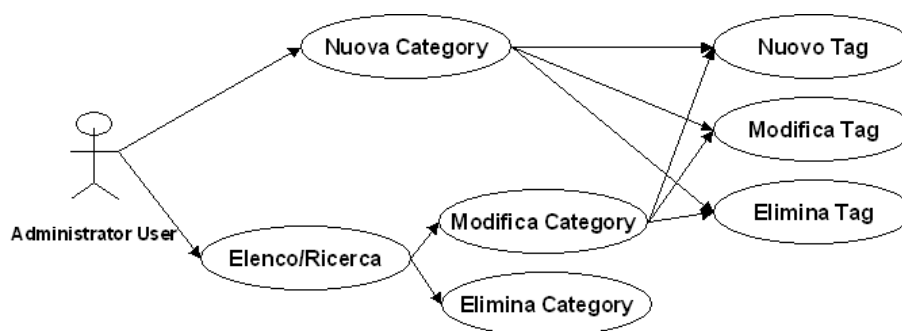 Nuova Category
Nuovo Tag
Modifica Tag
Administrator User
Modifica Category
Elimina Tag
Elenco/Ricerca
Elimina Category